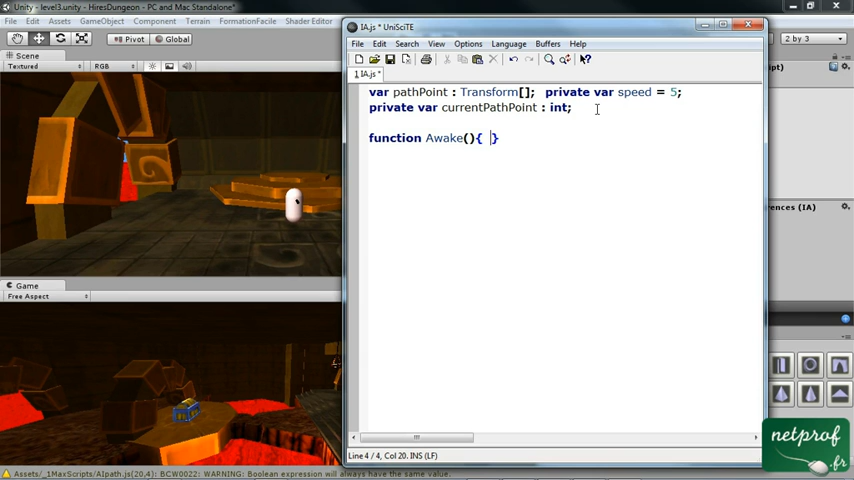 Unity - level3.unity - HiresDungeon - PC and Mac Standalone*
File Edit Assets GameObject Component Terrain FormationFacile Shader Editor
Pivot Global
2 by 3
Scene
Textured RGB
IA.js * UniSciTE
File Edit Search View Options Language Buffers Help
1 IA.js *
var pathPoint : Transform[]; private var speed = 5;
private var currentPathPoint : int;
function Awake(){ }
ipt)
rences (IA)
Game
Free Aspect
Line 4 / 4, Col 20. INS (LF)
Assets/_1MaxScripts/AIpath.js(20,4): BCW0022: WARNING: Boolean expression will always have the same value.
netprof
.fr